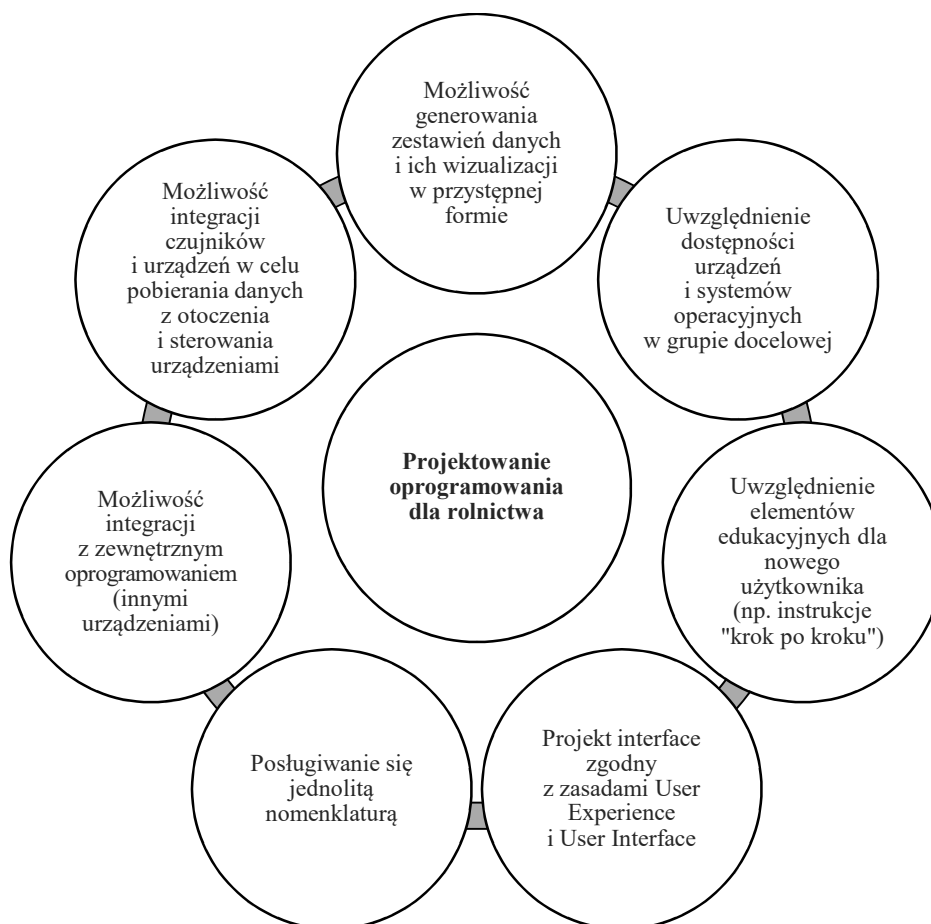 Możliwość
generowania
zestawień danych
i ich wizualizacji
w przystępnej
formie
Uwzględnienie
dostępności
urządzeń
i systemów
operacyjnych
w grupie docelowej
Uwzględnienie
elementów
edukacyjnych dla
nowego
użytkownika
(np. instrukcje
"krok po kroku")
Projekt interface
zgodny
z zasadami User
Experience
i User Interface
Posługiwanie się
jednolitą
nomenklaturą
Możliwość
integracji
z zewnętrznym
oprogramowaniem
(innymi
urządzeniami)
Możliwość
integracji
czujników
i urządzeń w celu
pobierania danych
z otoczenia
i sterowania
urządzeniami
Projektowanie
oprogramowania
dla rolnictwa